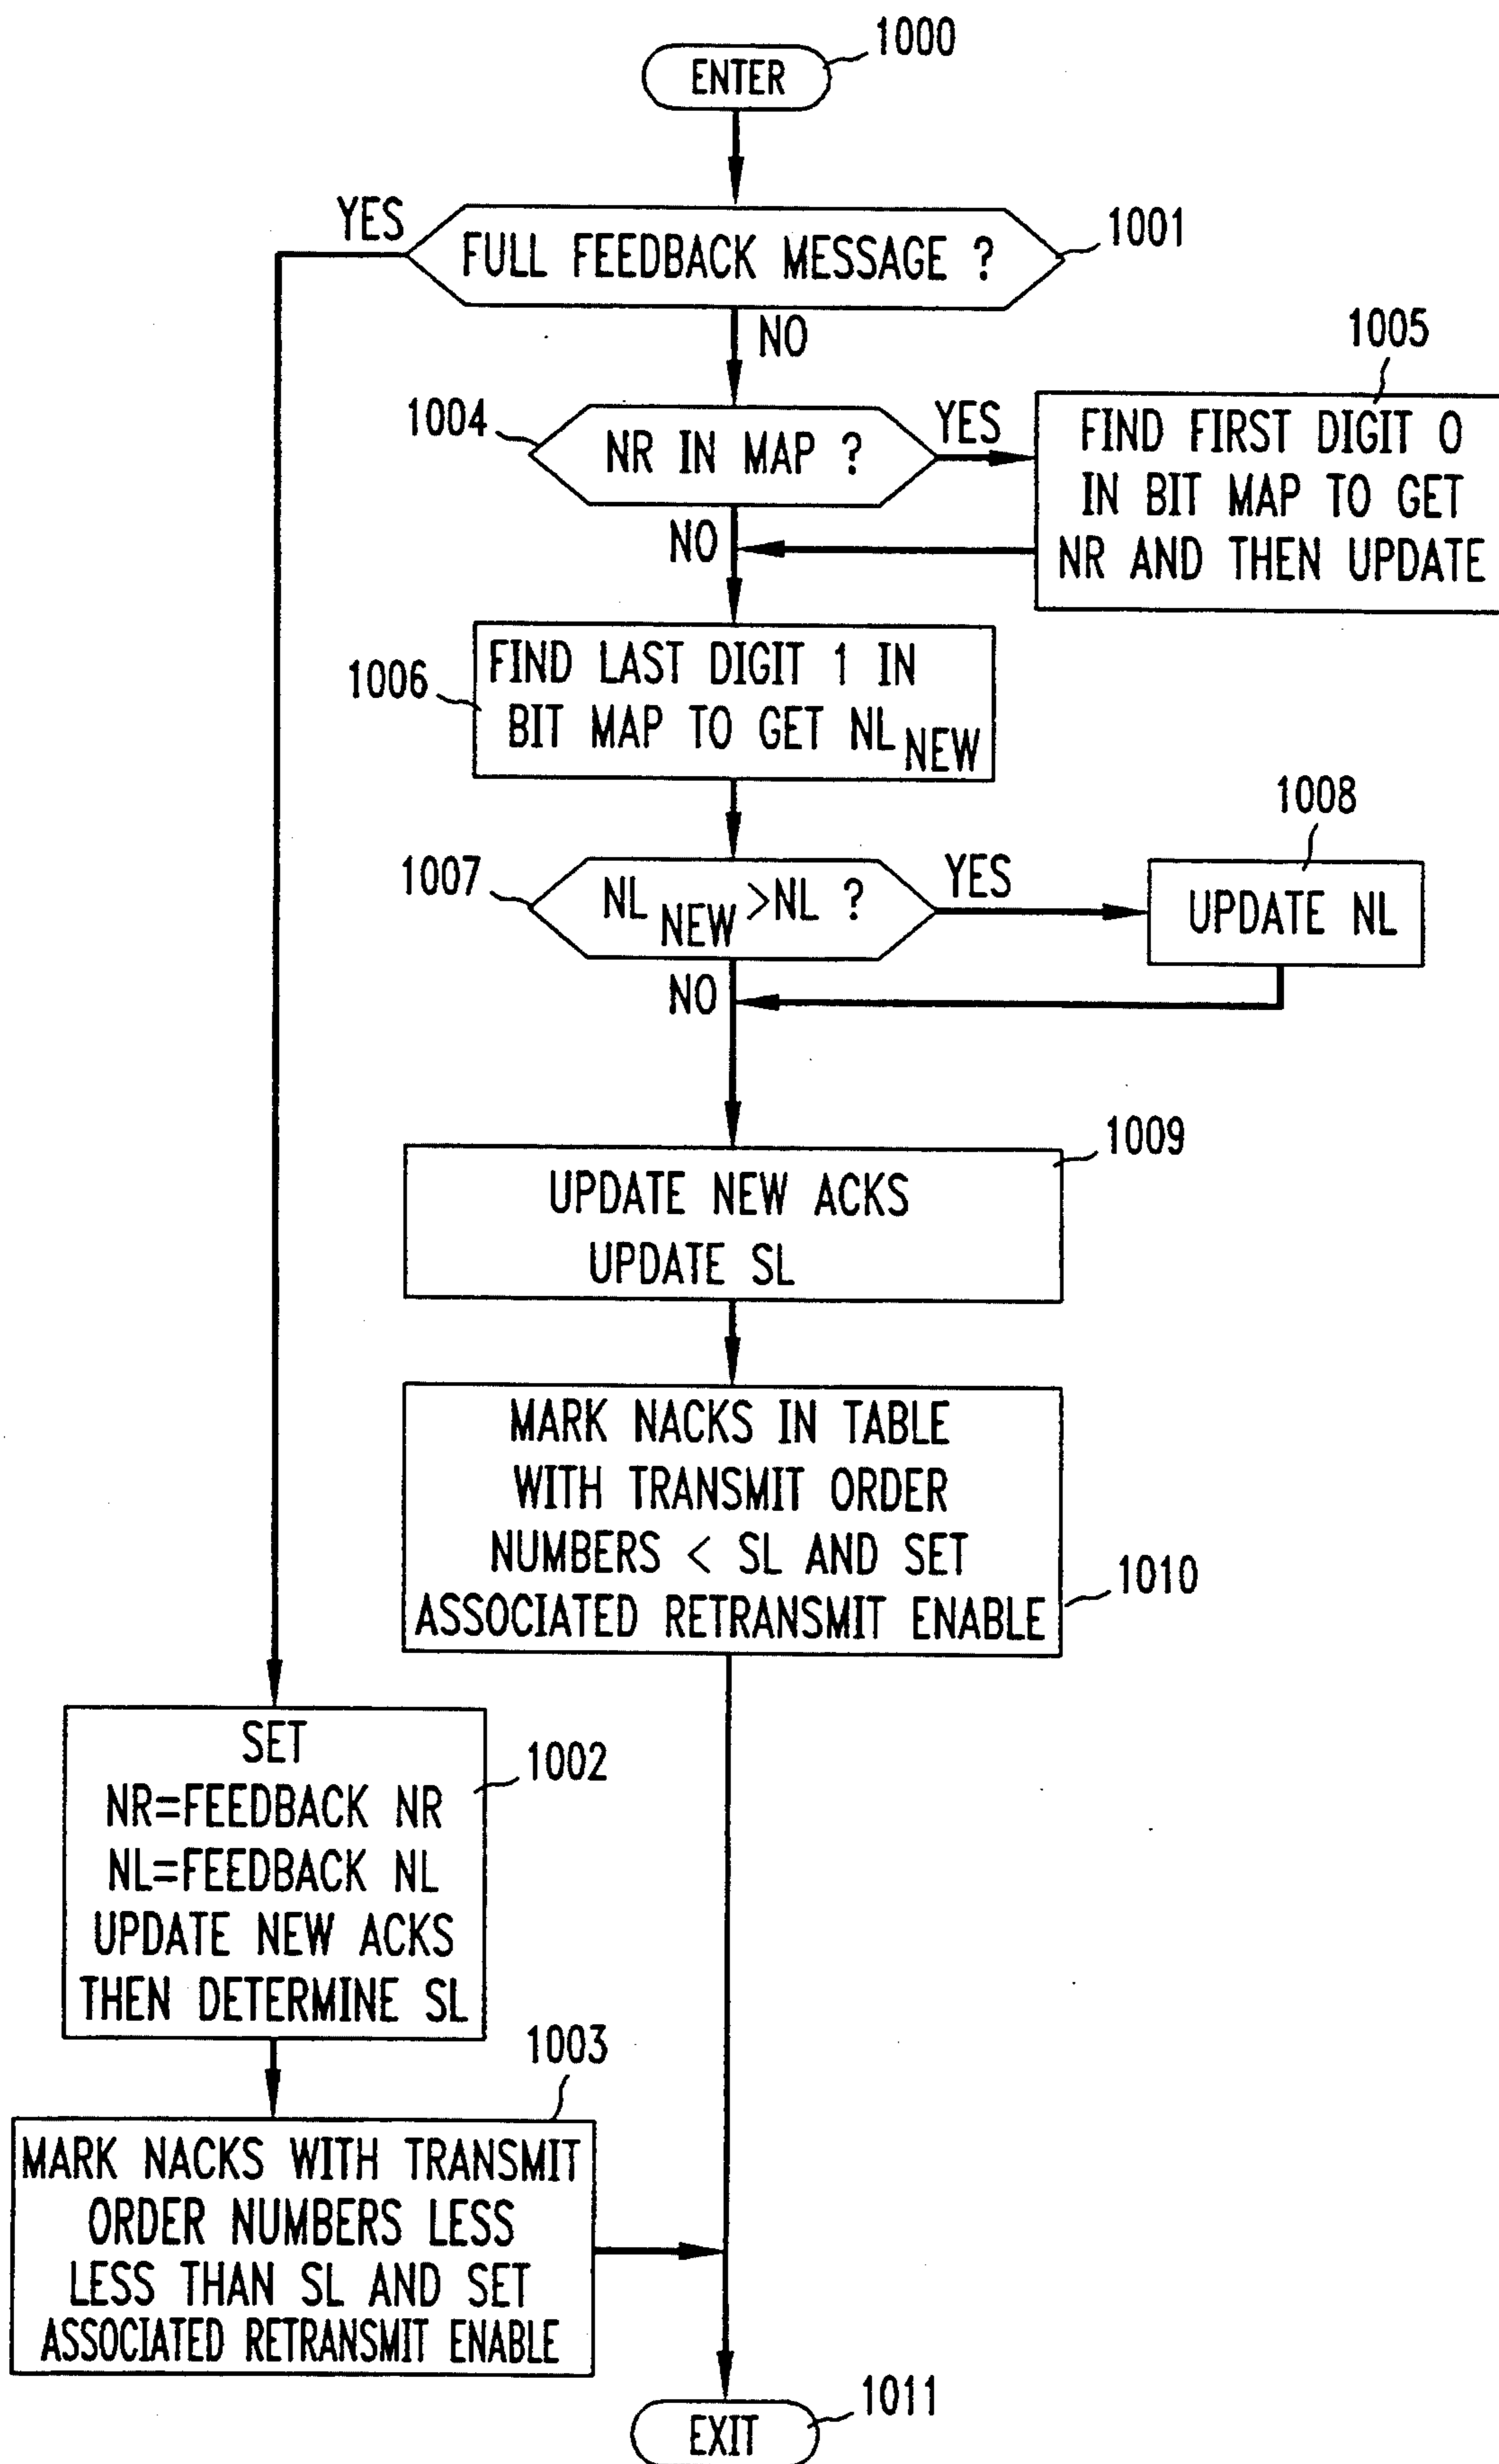 1000
ENTER
YES
FULL FEEDBACK MESSAGE ?
1001
NO
1005
1004
NR IN MAP ?
YES
FIND FIRST DIGIT 0
IN BIT MAP TO GET
NR AND THEN UPDATE
NO
1006
FIND LAST DIGIT 1 IN
BIT MAP TO GET NL NEW
1008
1007
NL NEW >NL ?
YES
UPDATE NL
NO
1009
UPDATE NEW ACKS
UPDATE SL
MARK NACKS IN TABLE
WITH TRANSMIT ORDER
NUMBERS < SL AND SET
ASSOCIATED RETRANSMIT ENABLE
1010
SET
NR=FEEDBACK NR
NL=FEEDBACK NL
UPDATE NEW ACKS
THEN DETERMINE SL
1002
1003
MARK NACKS WITH TRANSMIT
ORDER NUMBERS LESS
LESS THAN SL AND SET
ASSOCIATED RETRANSMIT ENABLE
1011
EXIT